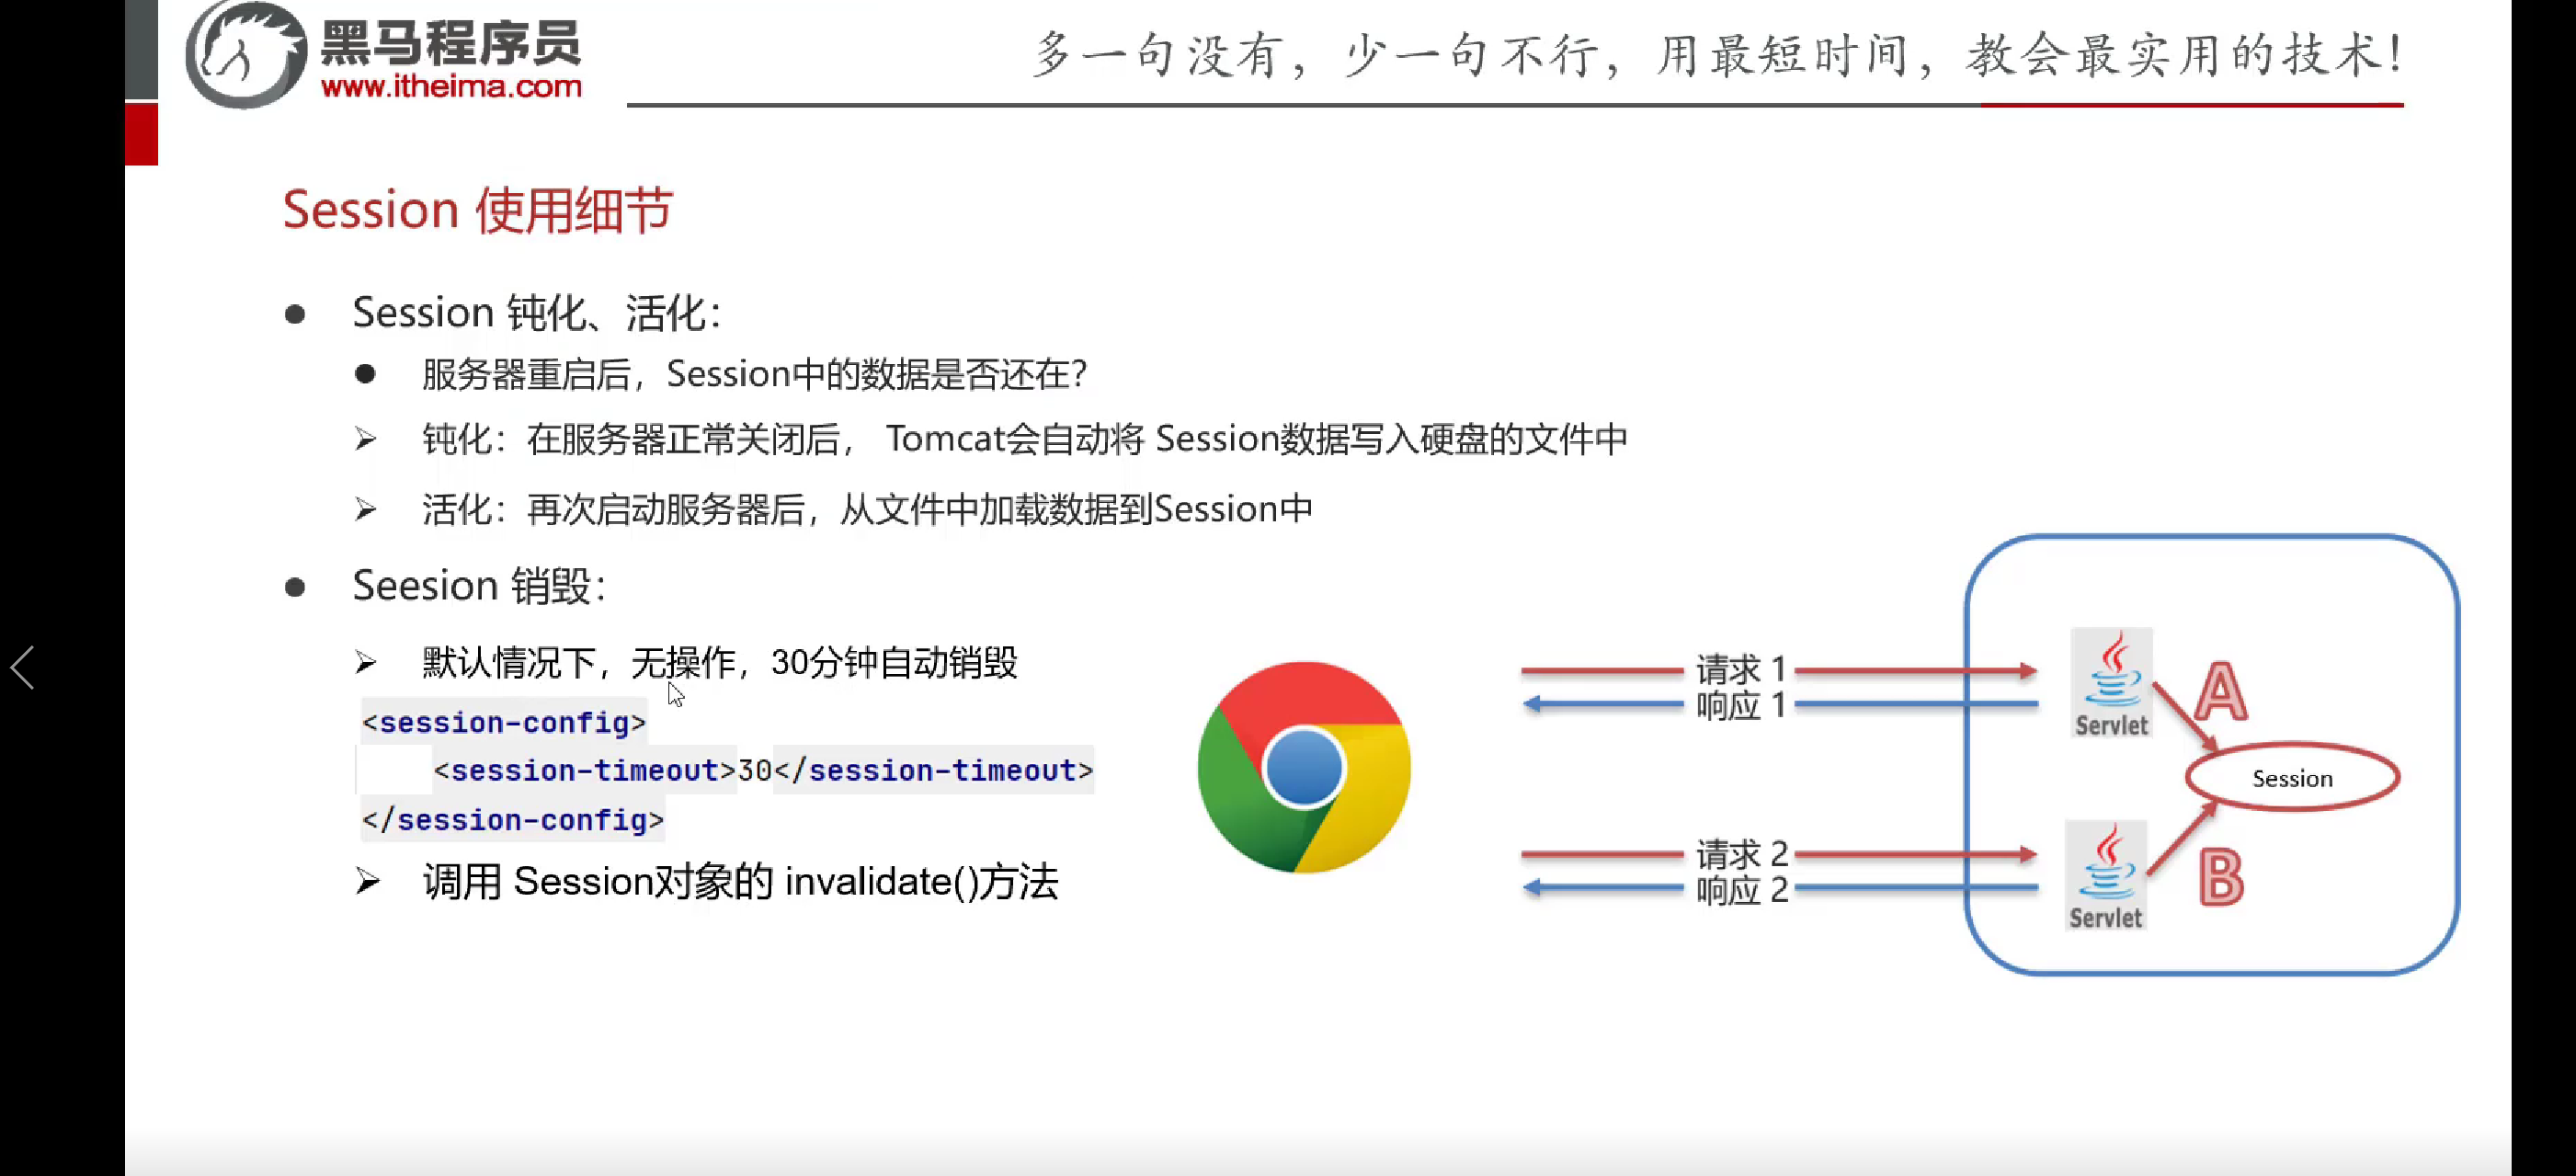 黑马程序员
www.itheima.com
多一句没有，少一句不行，用最短时间，教会最实用的技术！
Session 使用细节
● Session 钝化、活化：
● 服务器重启后，Session中的数据是否还在？
➢ 钝化：在服务器正常关闭后， Tomcat会自动将 Session数据写入硬盘的文件中
➢ 活化：再次启动服务器后，从文件中加载数据到Session中
● Seesion 销毁：
➢ 默认情况下，无操作，30分钟自动销毁
<session-config>
<session-timeout>30</session-timeout>
</session-config>
➢ 调用 Session对象的 invalidate()方法
请求 1
响应 1
Servlet
A
Session
请求 2
响应 2
Servlet
B